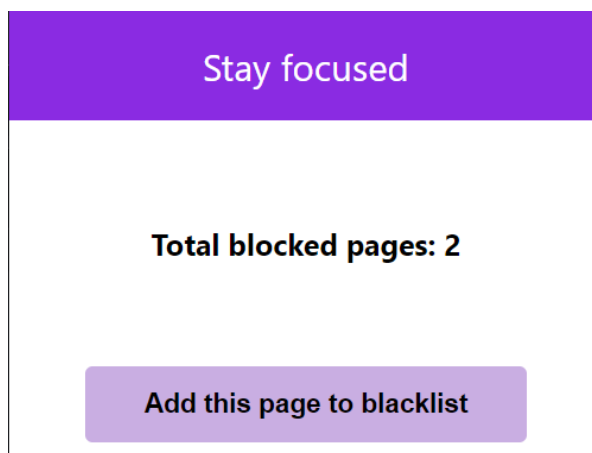 Stay focused
Total blocked pages: 2
Add this page to blacklist